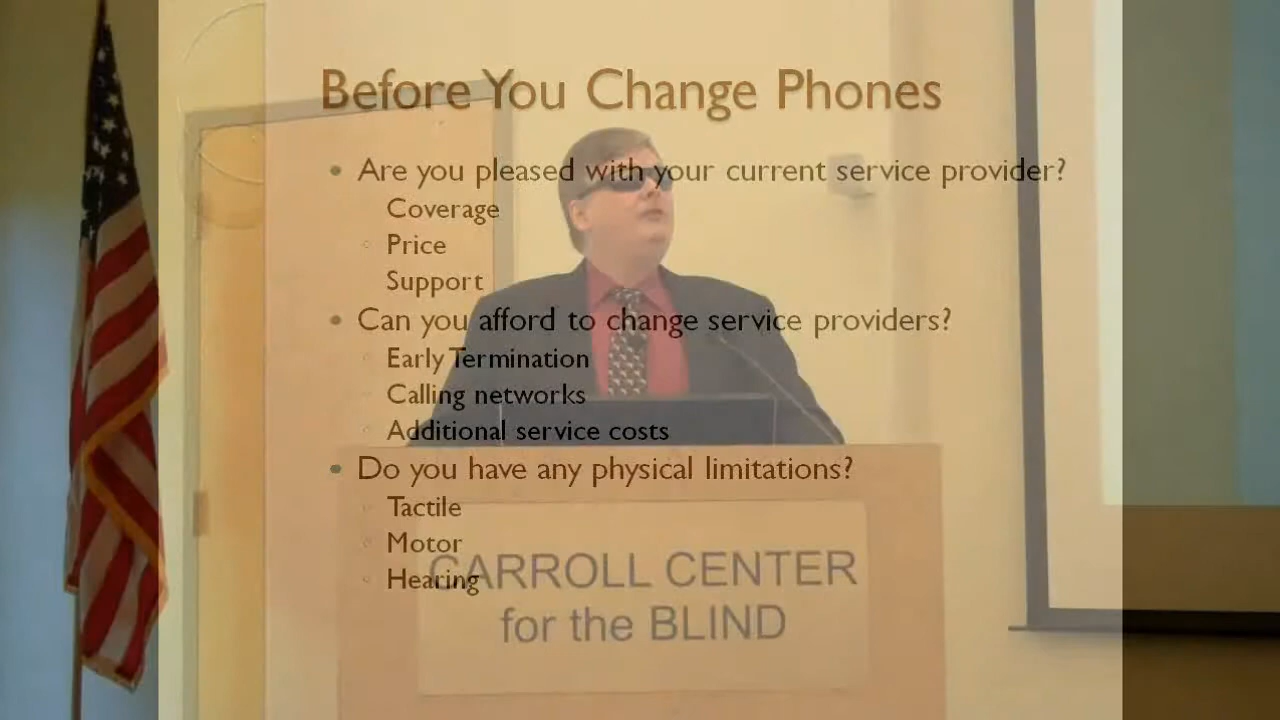 Before You Change Phones
• Are you pleased with your current service provider?
Coverage
◦ Price
Support
• Can you afford to change service providers?
◦ Early Termination
◦ Calling networks
◦ Additional service costs
• Do you have any physical limitations?
◦ Tactile
◦ Motor
◦ Hearing
CARROLL CENTER
for the BLIND